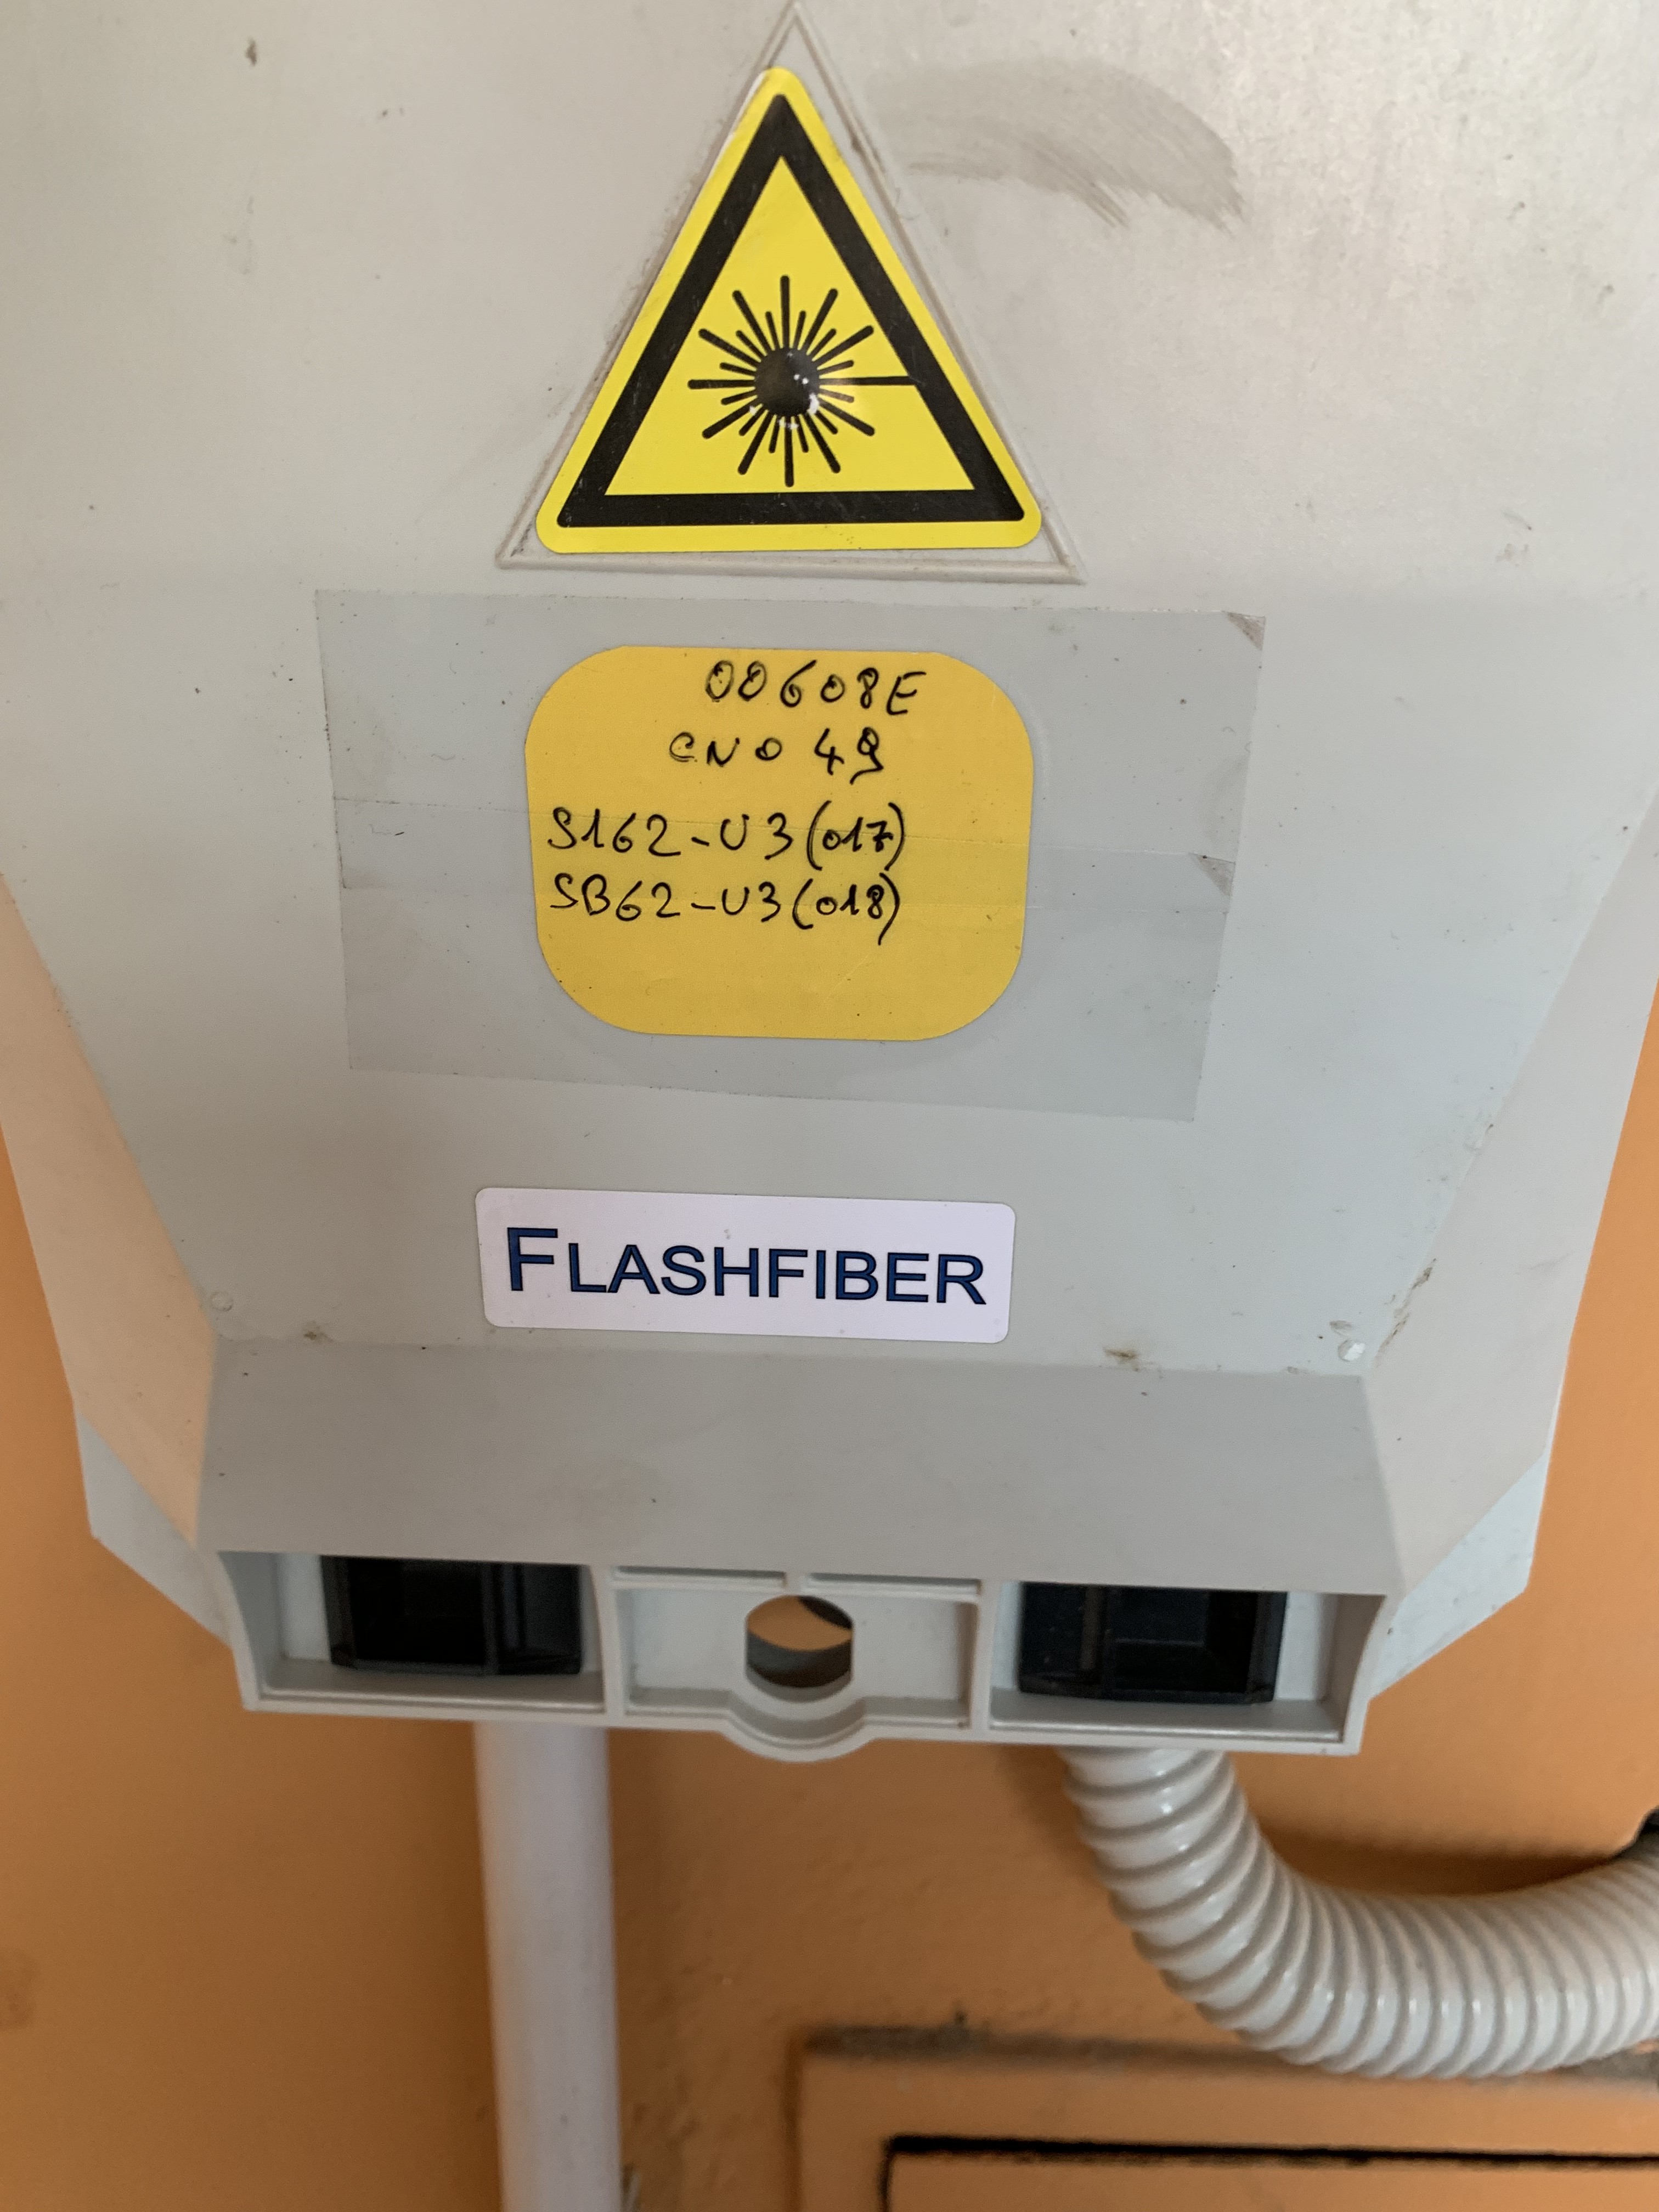 00608E
CNO 49
S162-U3(017)
SB62-U3(018)
FLASHFIBER